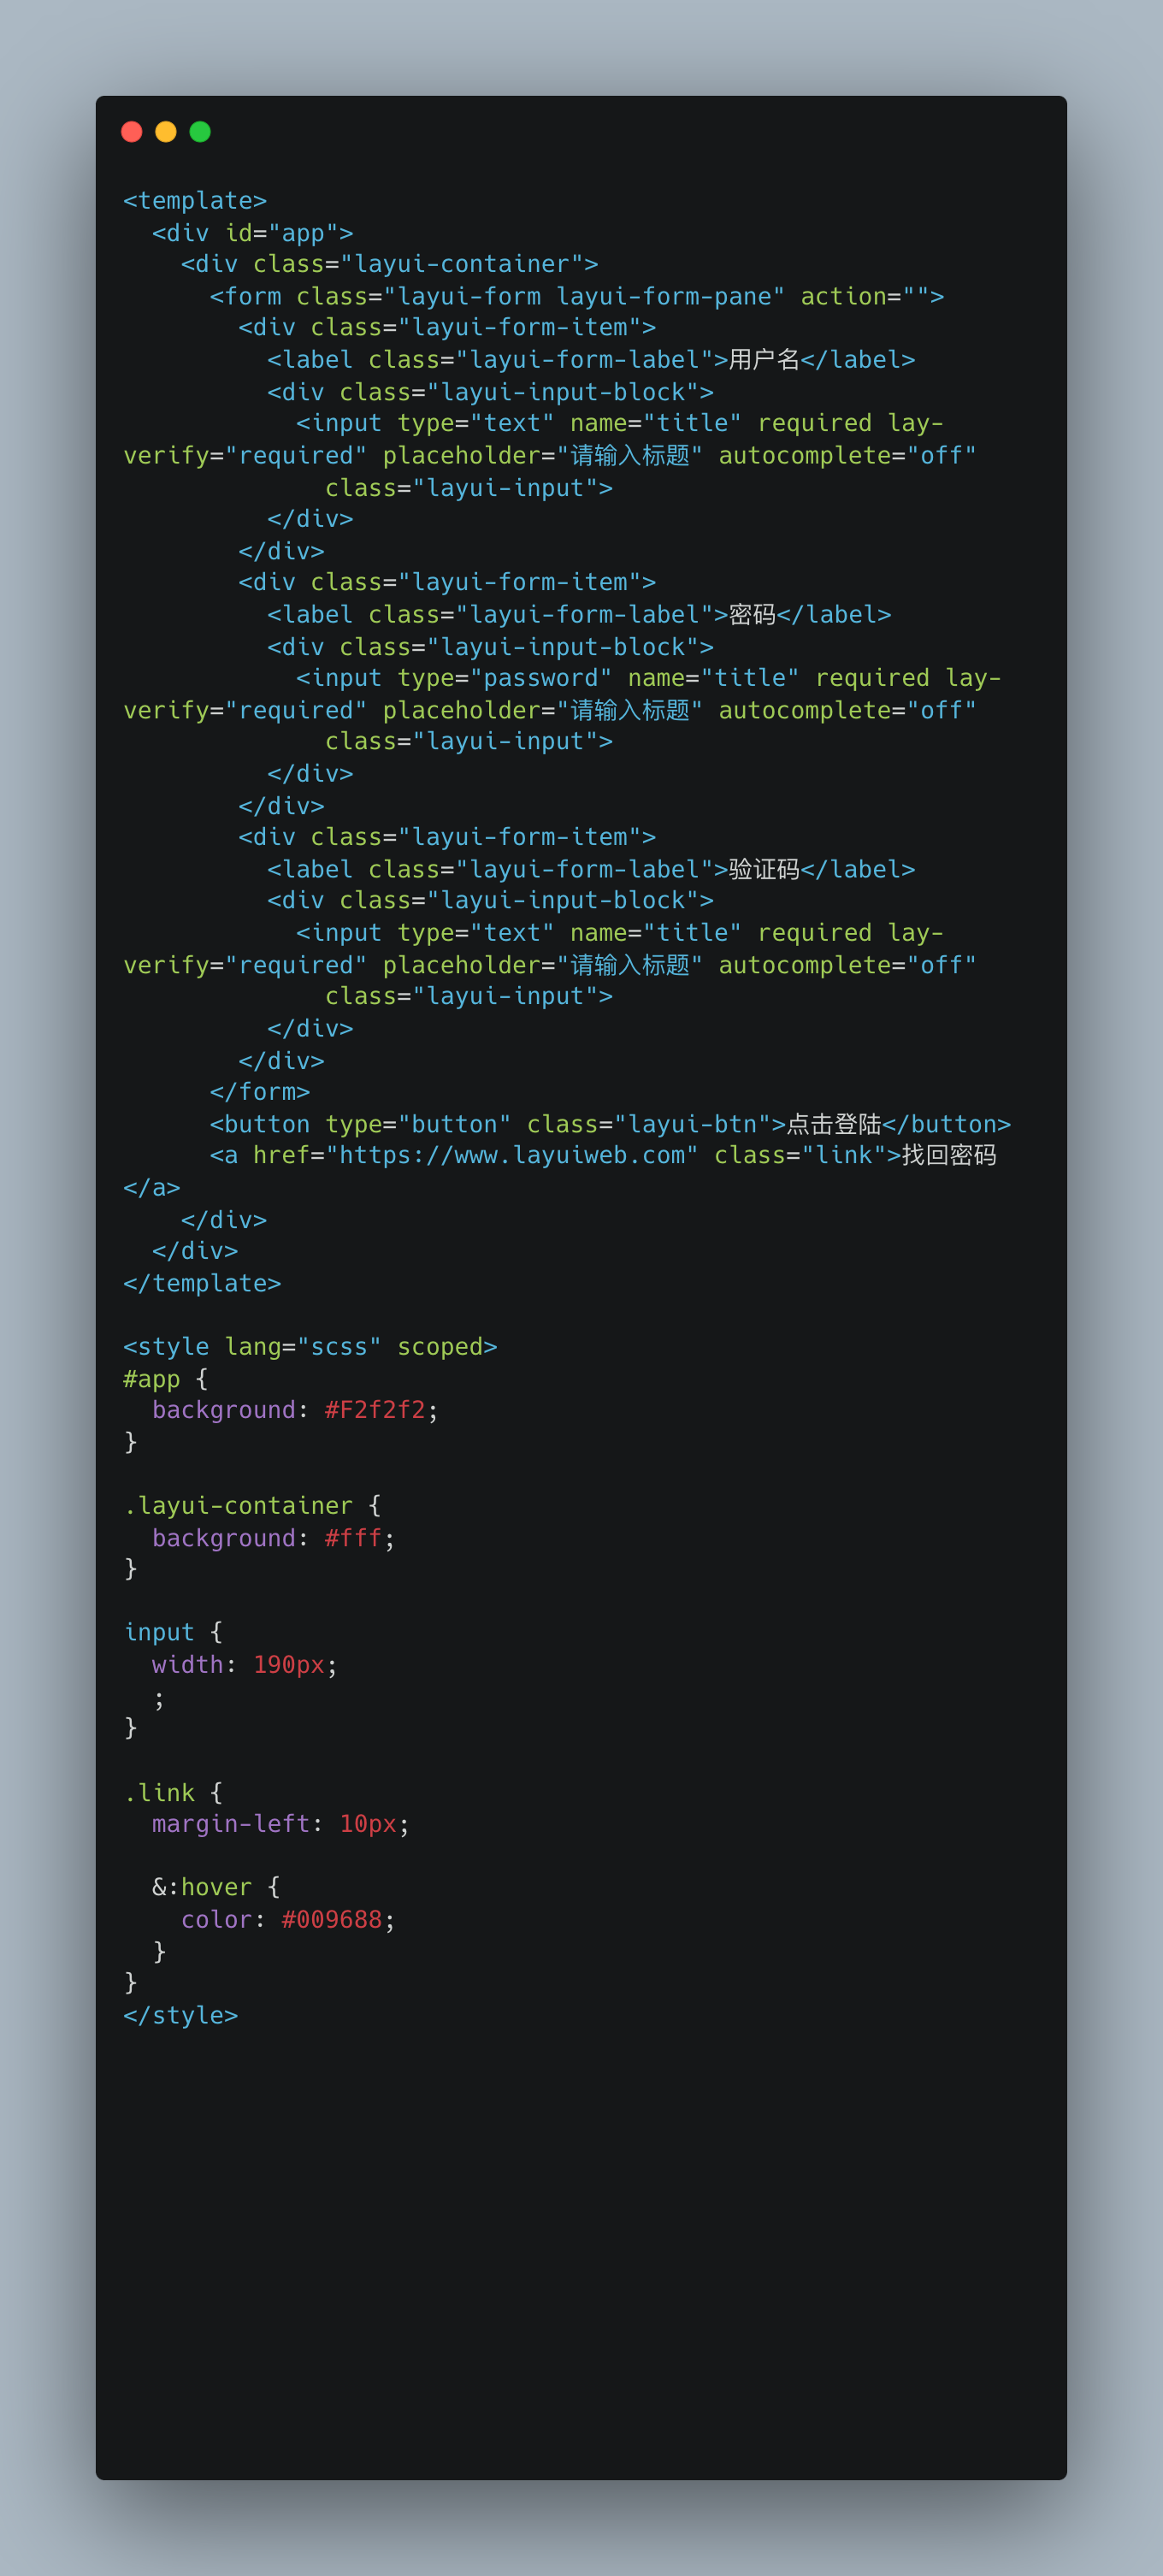 <template>
  <div id="app">
    <div class="layui-container">
      <form class="layui-form layui-form-pane" action="">
        <div class="layui-form-item">
          <label class="layui-form-label">用户名</label>
          <div class="layui-input-block">
            <input type="text" name="title" required lay-
verify="required" placeholder="请输入标题" autocomplete="off"
              class="layui-input">
          </div>
        </div>
        <div class="layui-form-item">
          <label class="layui-form-label">密码</label>
          <div class="layui-input-block">
            <input type="password" name="title" required lay-
verify="required" placeholder="请输入标题" autocomplete="off"
              class="layui-input">
          </div>
        </div>
        <div class="layui-form-item">
          <label class="layui-form-label">验证码</label>
          <div class="layui-input-block">
            <input type="text" name="title" required lay-
verify="required" placeholder="请输入标题" autocomplete="off"
              class="layui-input">
          </div>
        </div>
      </form>
      <button type="button" class="layui-btn">点击登陆</button>
      <a href="https://www.layuiweb.com" class="link">找回密码
</a>
    </div>
  </div>
</template>

<style lang="scss" scoped>
#app {
  background: #F2f2f2;
}

.layui-container {
  background: #fff;
}

input {
  width: 190px;
  ;
}

.link {
  margin-left: 10px;

  &:hover {
    color: #009688;
  }
}
</style>